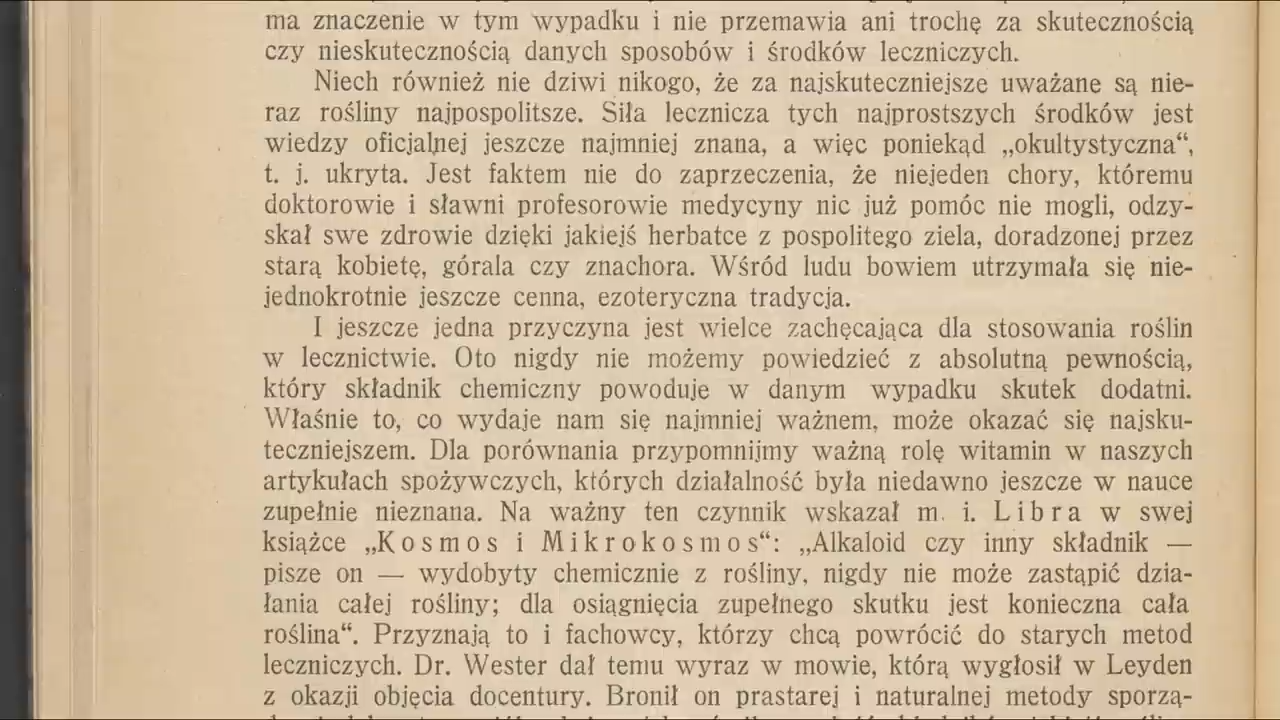 ma znaczenie w tym wypadku i nie przemawia ani trochę za skutecznością
czy nieskutecznością danych sposobów i środków leczniczych.
Niech również nie dziwi nikogo, że za najskuteczniejsze uważane są nie-
raz rośliny najpospolitsze. Siła lecznicza tych najprostszych środków jest
wiedzy oficjalnej jeszcze najmniej znana, a więc poniekąd „okultystyczna“,
t. j. ukryta. Jest faktem nie do zaprzeczenia, że niejeden chory, któremu
doktorowie i sławni profesorowie medycyny nic już pomóc nie mogli, odzy-
skał swe zdrowie dzięki jakiejś herbatce z pospolitego ziela, doradzonej przez
starą kobietę, górala czy znachora. Wśród ludu bowiem utrzymała się nie-
jednokrotnie jeszcze cenna, ezoteryczna tradycja.
I jeszcze jedna przyczyna jest wielce zachęcająca dla stosowania roślin
w lecznictwie. Oto nigdy nie możemy powiedzieć z absolutną pewnością,
który składnik chemiczny powoduje w danym wypadku skutek dodatni.
Właśnie to, co wydaje nam się najmniej ważnem, może okazać się najsku-
teczniejszem. Dla porównania przypomnijmy ważną rolę witamin w naszych
artykułach spożywczych, których działalność była niedawno jeszcze w nauce
zupełnie nieznana. Na ważny ten czynnik wskazał m. i. Libra w swej
książce „Kosmos i Mikrokosmos“: „Alkaloid czy inny składnik —
pisze on — wydobyty chemicznie z rośliny, nigdy nie może zastąpić dzia-
łania całej rośliny; dla osiągnięcia zupełnego skutku jest konieczna cała
roślina“. Przyznają to i fachowcy, którzy chcą powrócić do starych metod
leczniczych. Dr. Wester dał temu wyraz w mowie, którą wygłosił w Leyden
z okazji objęcia docentury. Bronił on prastarej i naturalnej metody sporzą-